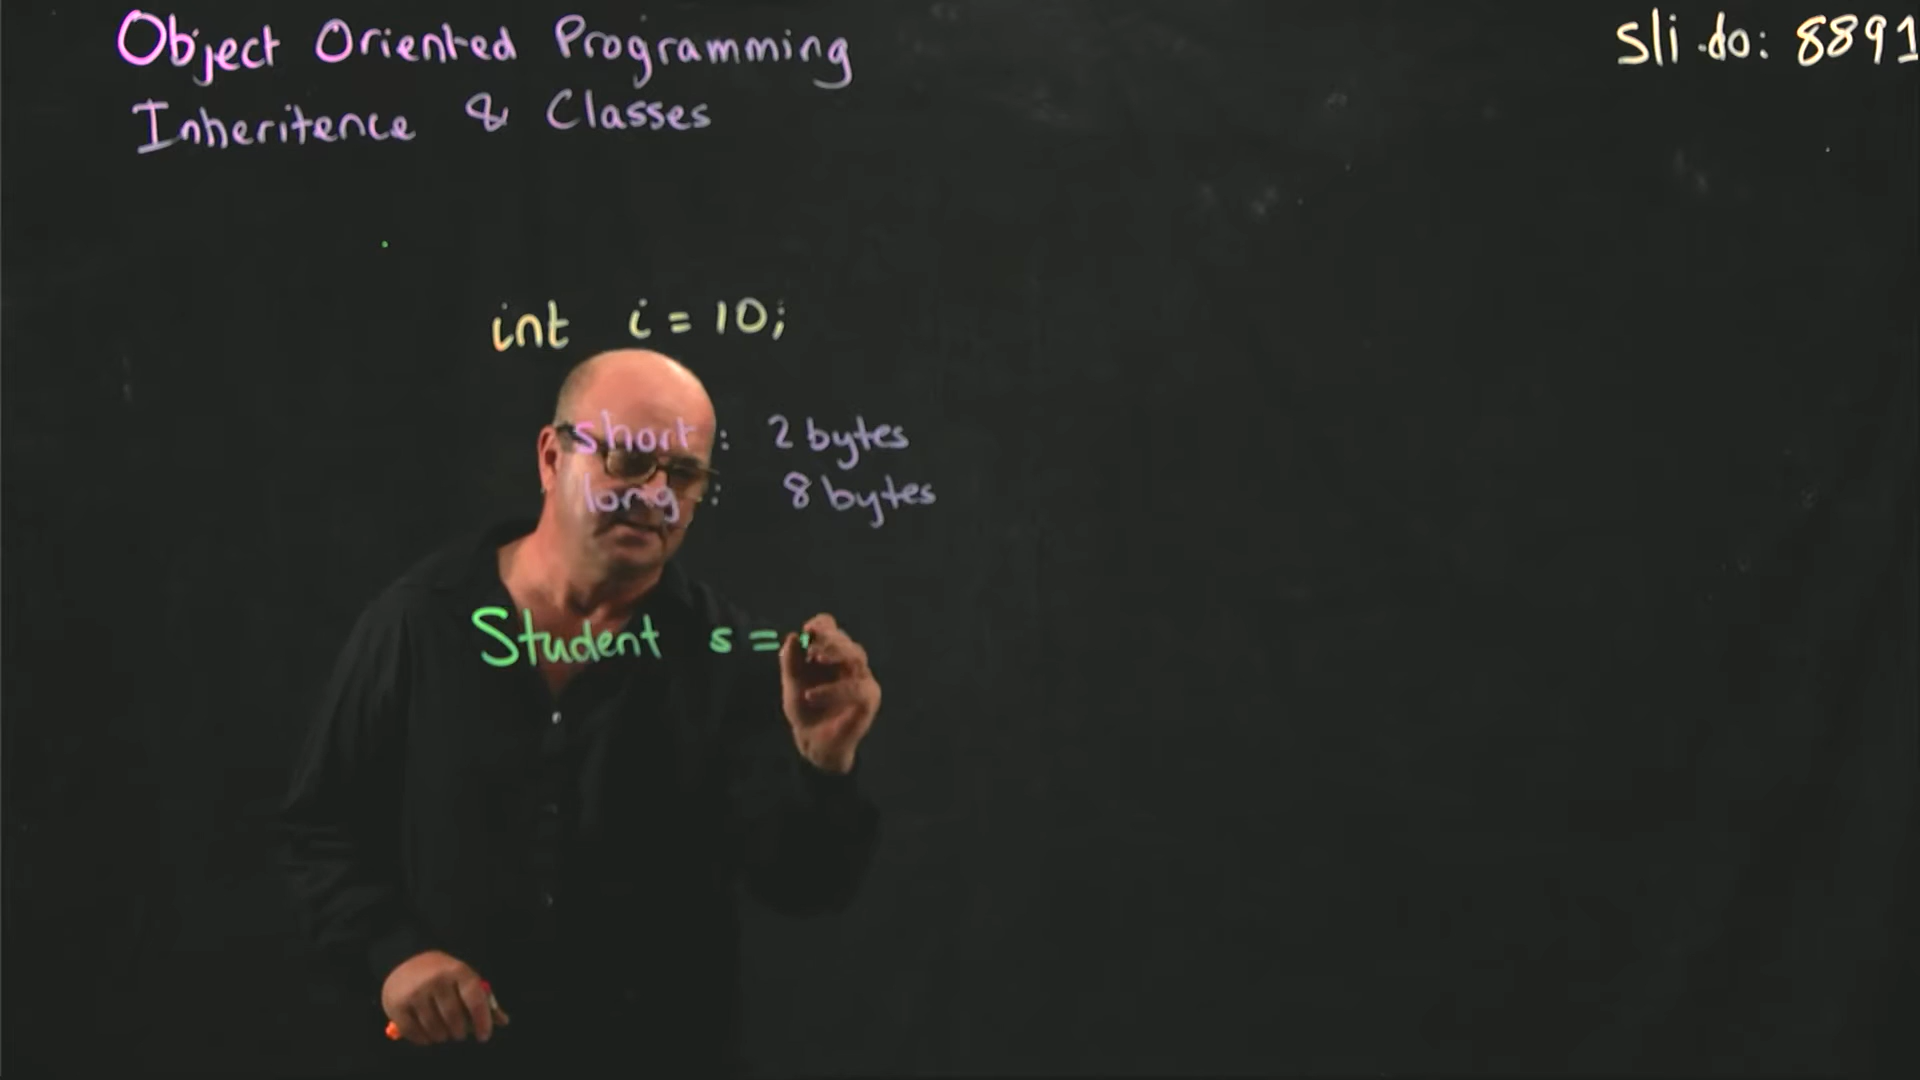 Object Oriented Programming
Inheritence & Classes
sli.do: 8891
int i = 10;
short : 2 bytes
long : 8 bytes
Student s =